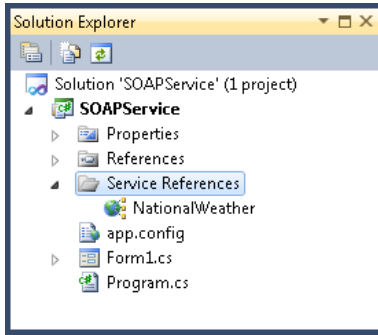 Solution Explorer
Solution 'SOAPService' (1 project)
SOAPService
Properties
References
Service References
NationalWeather
app.config
Form1.cs
Program.cs